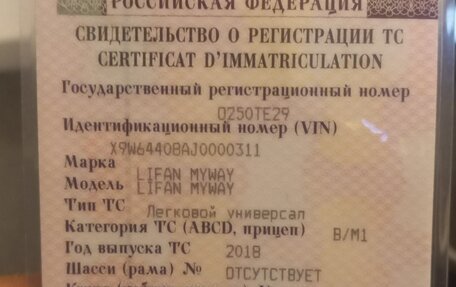 РОССИЙСКАЯ ФЕДЕРАЦИЯ
СВИДЕТЕЛЬСТВО О РЕГИСТРАЦИИ ТС
CERTIFICAT D'IMMATRICULATION
Государственный регистрационный номер
О250ТЕ29
Идентификационный номер (VIN)
X9W64408AJ0000311
Марка LIFAN MYWAY
Модель LIFAN MYWAY
Тип ТС Легковой универсал
Категория ТС (ABCD, прицеп) B/M1
Год выпуска ТС 2018
Шасси (рама) № ОТСУТСТВУЕТ